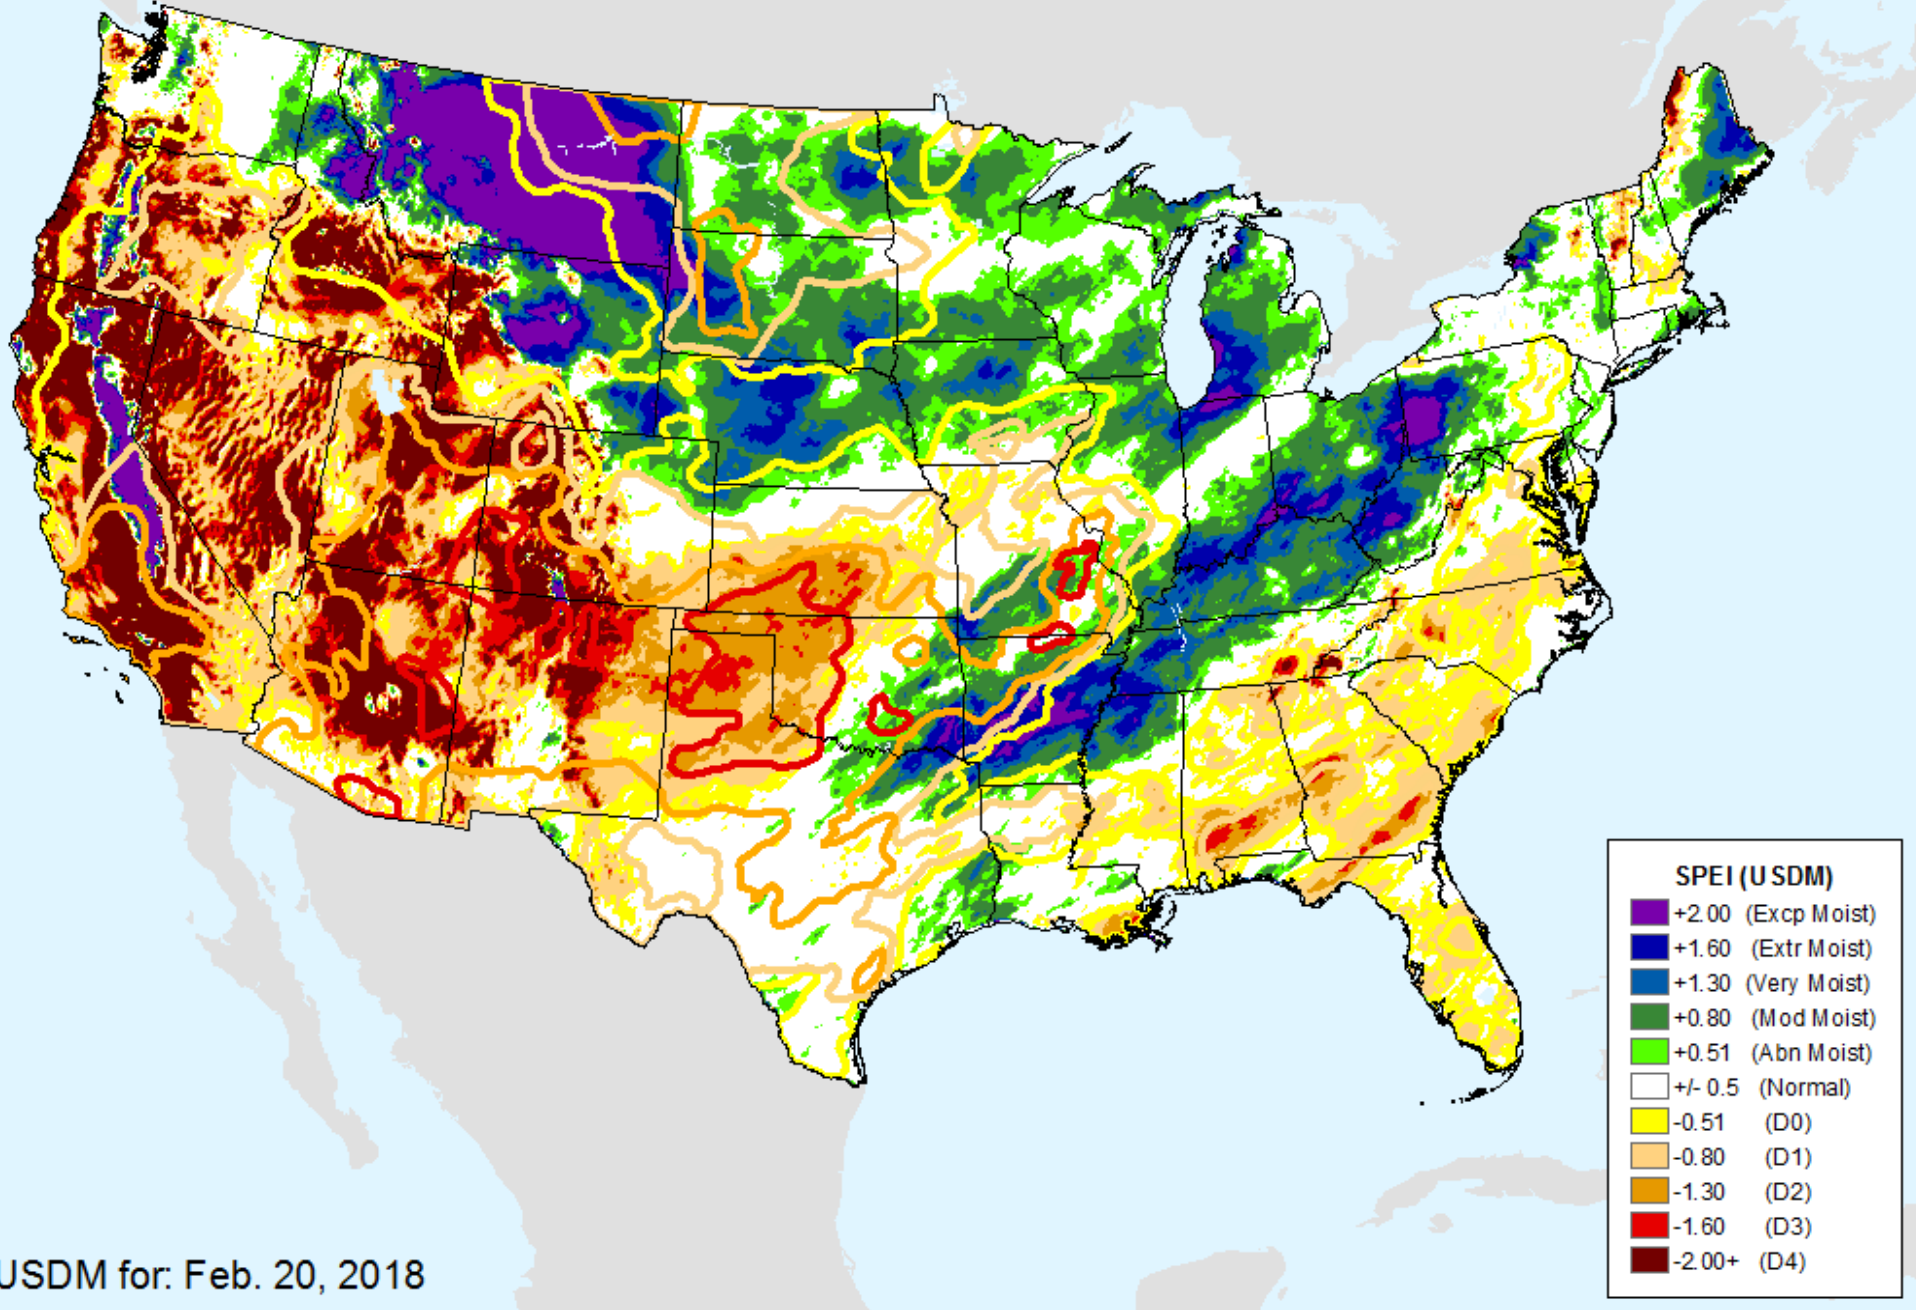 SPEI (USDM)
+2.00 (Excp Moist)
+1.60 (Extr Moist)
+1.30 (Very Moist)
+0.80 (Mod Moist)
+0.51 (Abn Moist)
+/- 0.5 (Normal)
-0.51 (D0)
-0.80 (D1)
-1.30 (D2)
-1.60 (D3)
-2.00+ (D4)
USDM for: Feb. 20, 2018